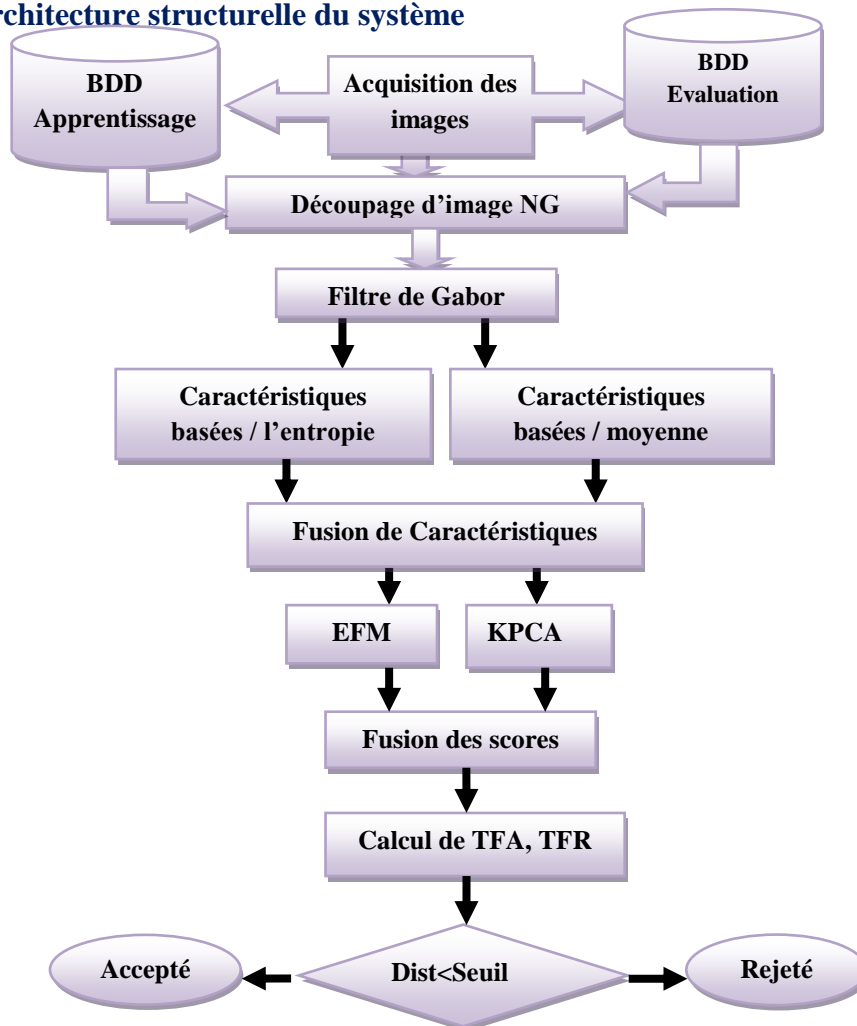 rchitecture structurelle du système
BDD
Apprentissage
Acquisition des
images
BDD
Evaluation
Découpage d'image NG
Filtre de Gabor
Caractéristiques
basées / l'entropie
Caractéristiques
basées / moyenne
Fusion de Caractéristiques
EFM
KPCA
Fusion des scores
Calcul de TFA, TFR
Accepté
Dist<Seuil
Rejeté